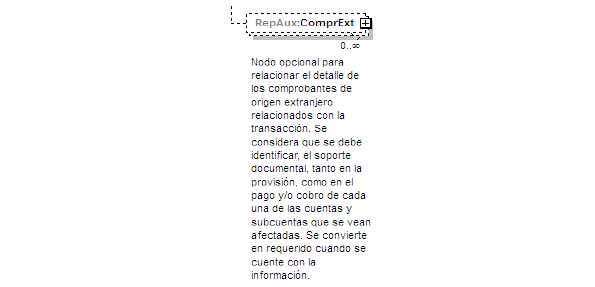 RepAux:ComprExt
0..∞
Nodo opcional para
relacionar el detalle de
los comprobantes de
origen extranjero
relacionados con la
transacción. Se
considera que se debe
identificar, el soporte
documental, tanto en la
provisión, como en el
pago y/o cobro de cada
una de las cuentas y
subcuentas que se vean
afectadas. Se convierte
en requerido cuando se
cuente con la
información.